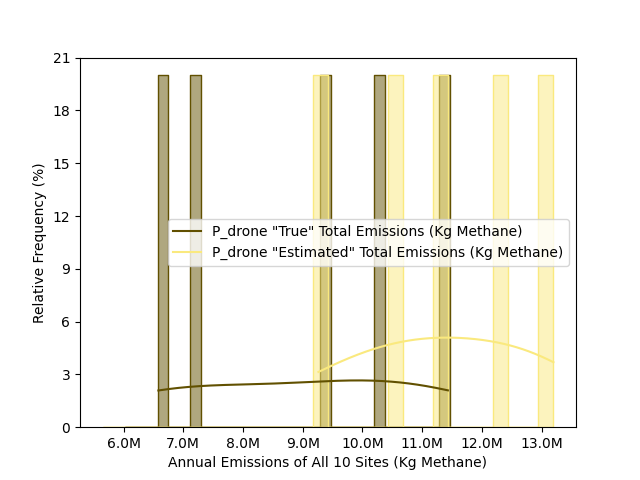 21
18
15
12
9
6
3
0
Relative Frequency (%)
P_drone "True" Total Emissions (Kg Methane)
P_drone "Estimated" Total Emissions (Kg Methane)
6.0M 7.0M 8.0M 9.0M 10.0M 11.0M 12.0M 13.0M
Annual Emissions of All 10 Sites (Kg Methane)